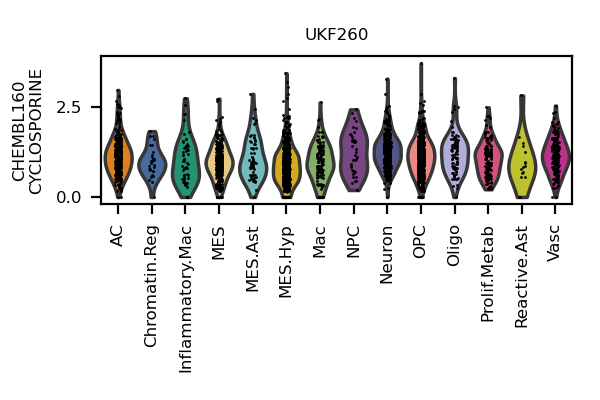 UKF260
CHEMBL160
CYCLOSPORINE
2.5
0.0
AC
Chromatin.Reg
Inflammatory.Mac
MES
MES.Ast
MES.Hyp
Mac
NPC
Neuron
OPC
Oligo
Prolif.Metab
Reactive.Ast
Vasc